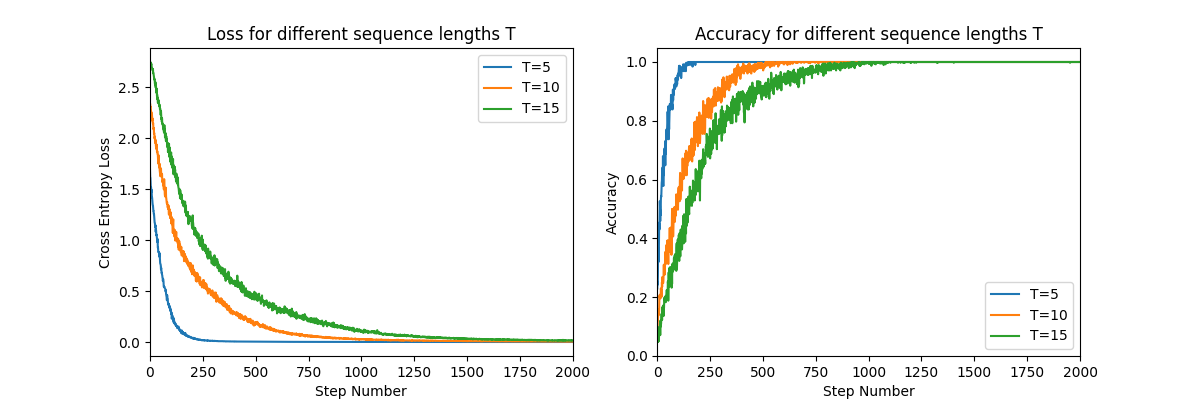 Loss for different sequence lengths T
2.5
2.0
1.5
1.0
0.5
0.0
Cross Entropy Loss
T=5
T=10
T=15
0 250 500 750 1000 1250 1500 1750 2000
Step Number
Accuracy for different sequence lengths T
1.0
0.8
0.6
0.4
0.2
0.0
Accuracy
T=5
T=10
T=15
0 250 500 750 1000 1250 1500 1750 2000
Step Number